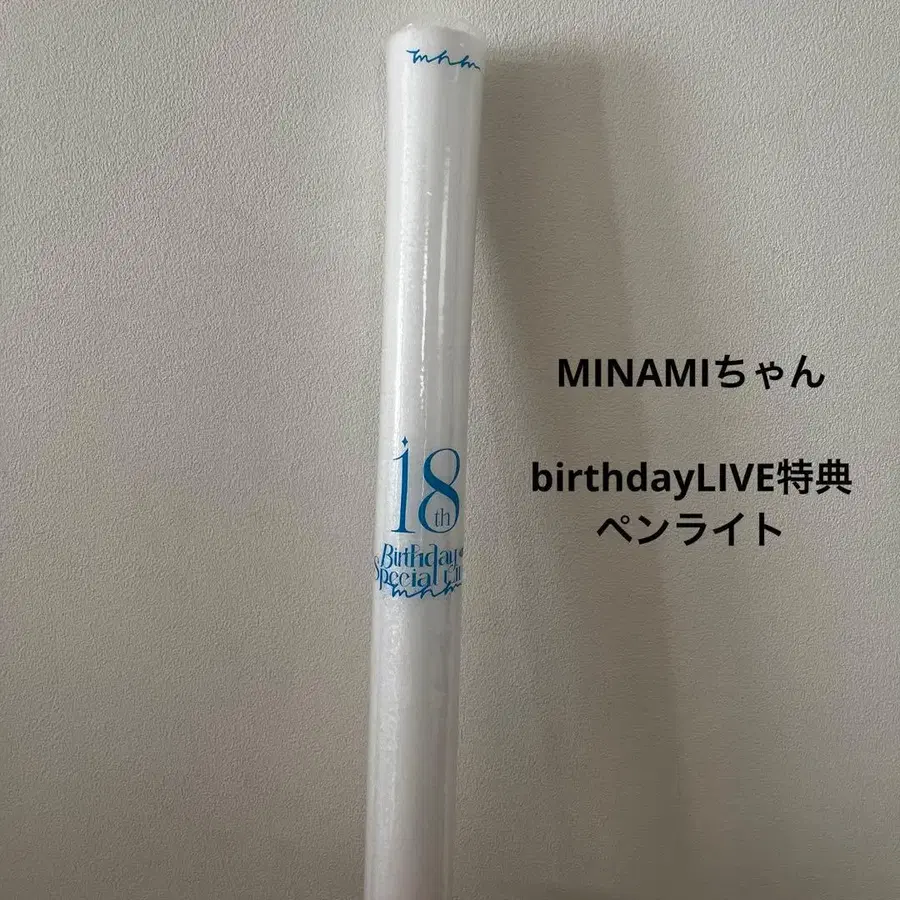 mnm
18th
Birthday
Special
mnm
MINAMIちゃん
birthdayLIVE特典
ペンライト